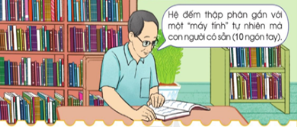 Hệ đếm thập phân gắn với
một "máy tính" tự nhiên mà
con người có sẵn (10 ngón tay).